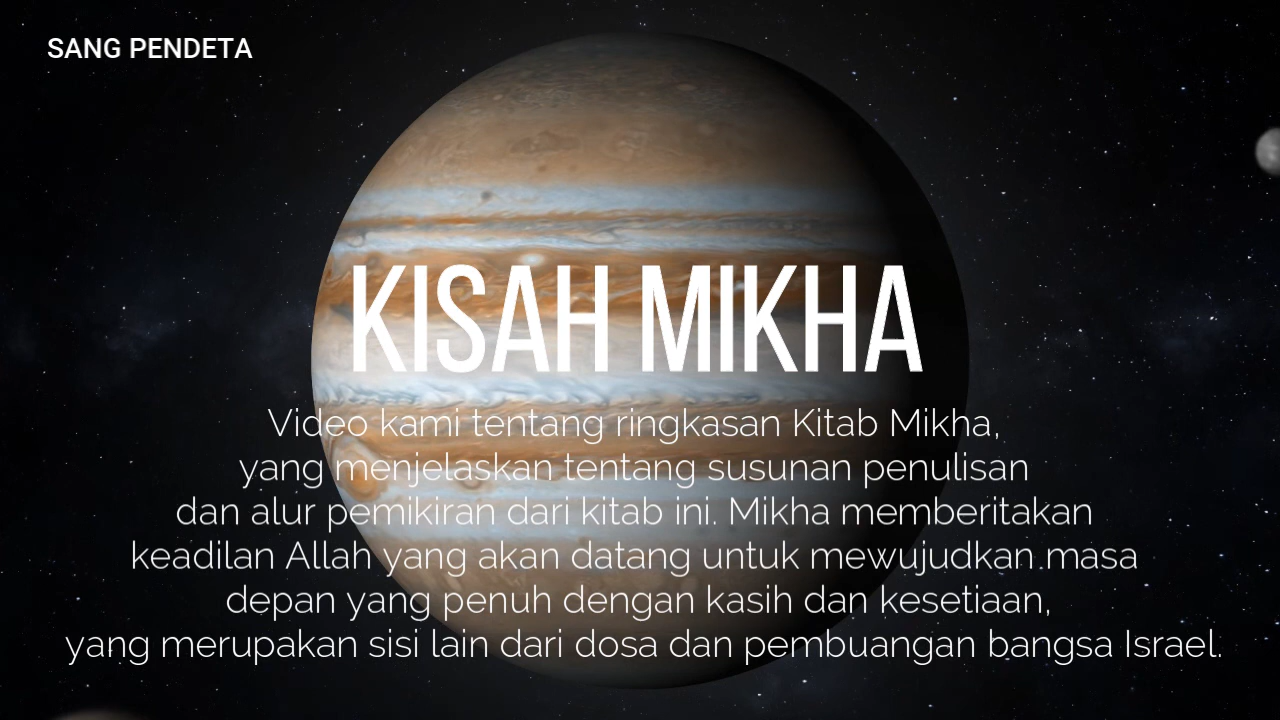 SANG PENDETA
KISAH MIKHA
Video kami tentang ringkasan Kitab Mikha,
yang menjelaskan tentang susunan penulisan
dan alur pemikiran dari kitab ini. Mikha memberitakan
keadilan Allah yang akan datang untuk mewujudkan masa
depan yang penuh dengan kasih dan kesetiaan,
yang merupakan sisi lain dari dosa dan pembuangan bangsa Israel.